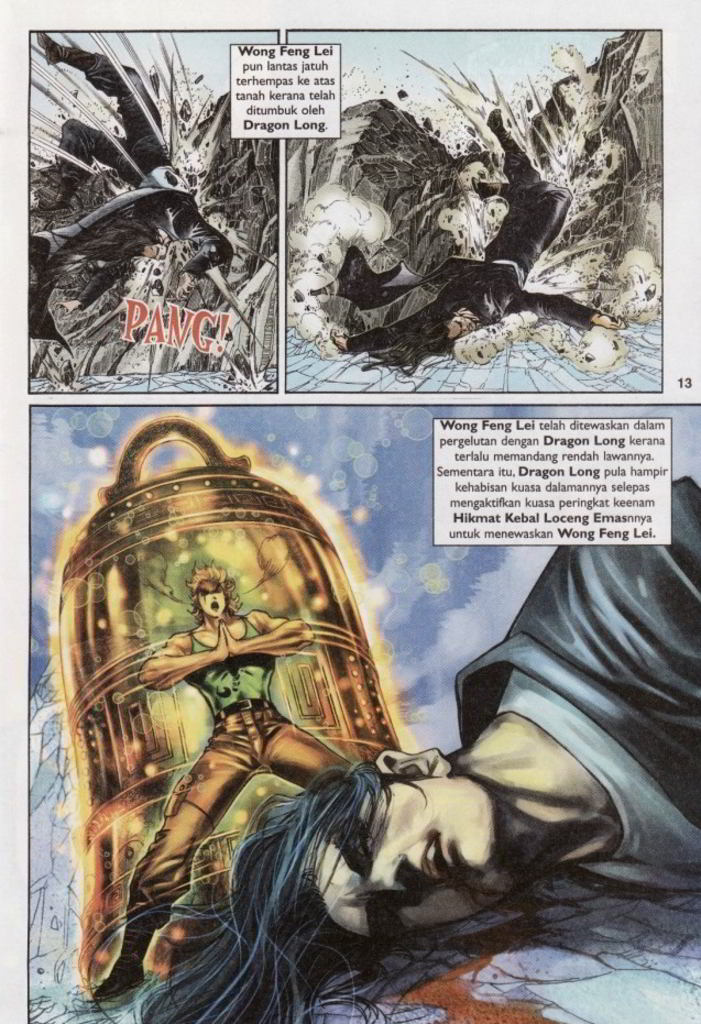 Wong Feng Lei
pun lantas jatuh
terhempas ke atas
tanah kerana telah
ditumbuk oleh
Dragon Long.
PANG!
13
Wong Feng Lei telah ditewaskan dalam
pergelutan dengan Dragon Long kerana
terlalu memandang rendah lawannya.
Sementara itu, Dragon Long pula hampir
kehabisan kuasa dalamannya selepas
mengaktifkan kuasa peringkat keenam
Hikmat Kebal Loceng Emasnnya
untuk menewaskan Wong Feng Lei.